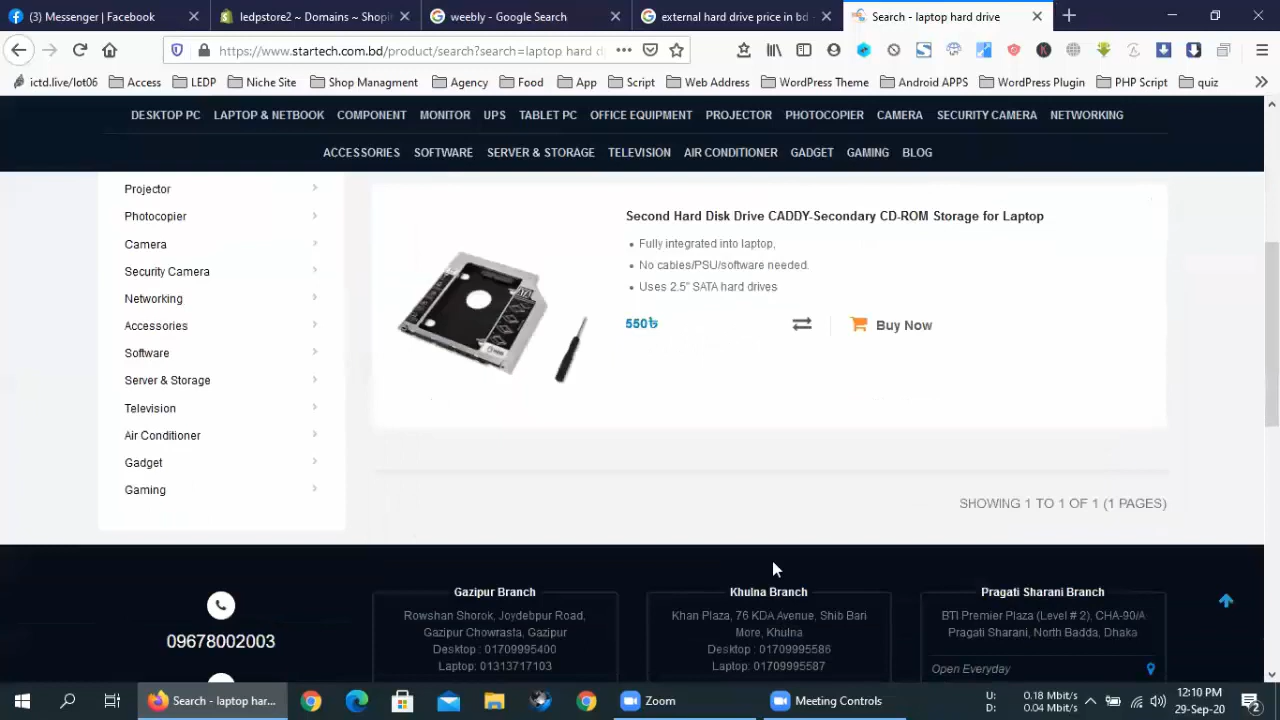 (3) Messenger | Facebook
ledpstore2 ~ Domains ~ Shopi
weebly - Google Search
external hard drive price in bd -
Search - laptop hard drive
https://www.startech.com.bd/product/search?search=laptop hard d
ictd.live/lot06
Access
LEDP
Niche Site
Shop Managment
Agency
Food
App
Script
Web Address
WordPress Theme
Android APPS
WordPress Plugin
PHP Script
quiz
DESKTOP PC
LAPTOP & NETBOOK
COMPONENT
MONITOR
UPS
TABLET PC
OFFICE EQUIPMENT
PROJECTOR
PHOTOCOPIER
CAMERA
SECURITY CAMERA
NETWORKING
ACCESSORIES
SOFTWARE
SERVER & STORAGE
TELEVISION
AIR CONDITIONER
GADGET
GAMING
BLOG
Projector
Photocopier
Camera
Security Camera
Networking
Accessories
Software
Server & Storage
Television
Air Conditioner
Gadget
Gaming
Second Hard Disk Drive CADDY-Secondary CD-ROM Storage for Laptop
Fully integrated into laptop,
No cables/PSU/software needed.
Uses 2.5" SATA hard drives
550৳
Buy Now
SHOWING 1 TO 1 OF 1 (1 PAGES)
09678002003
Gazipur Branch
Rowshan Shorok, Joydebpur Road,
Gazipur Chowrasta, Gazipur
Desktop : 01709995400
Laptop: 01313717103
Khulna Branch
Khan Plaza, 76 KDA Avenue, Shib Bari
More, Khulna
Desktop : 01709995586
Laptop : 01709995587
Pragati Sharani Branch
BTI Premier Plaza (Level # 2), CHA-90/A
Pragati Sharani, North Badda, Dhaka
Open Everyday
Search - laptop har...
Zoom
Meeting Controls
U: 0.18 Mbit/s
D: 0.04 Mbit/s
12:10 PM
29-Sep-20
2